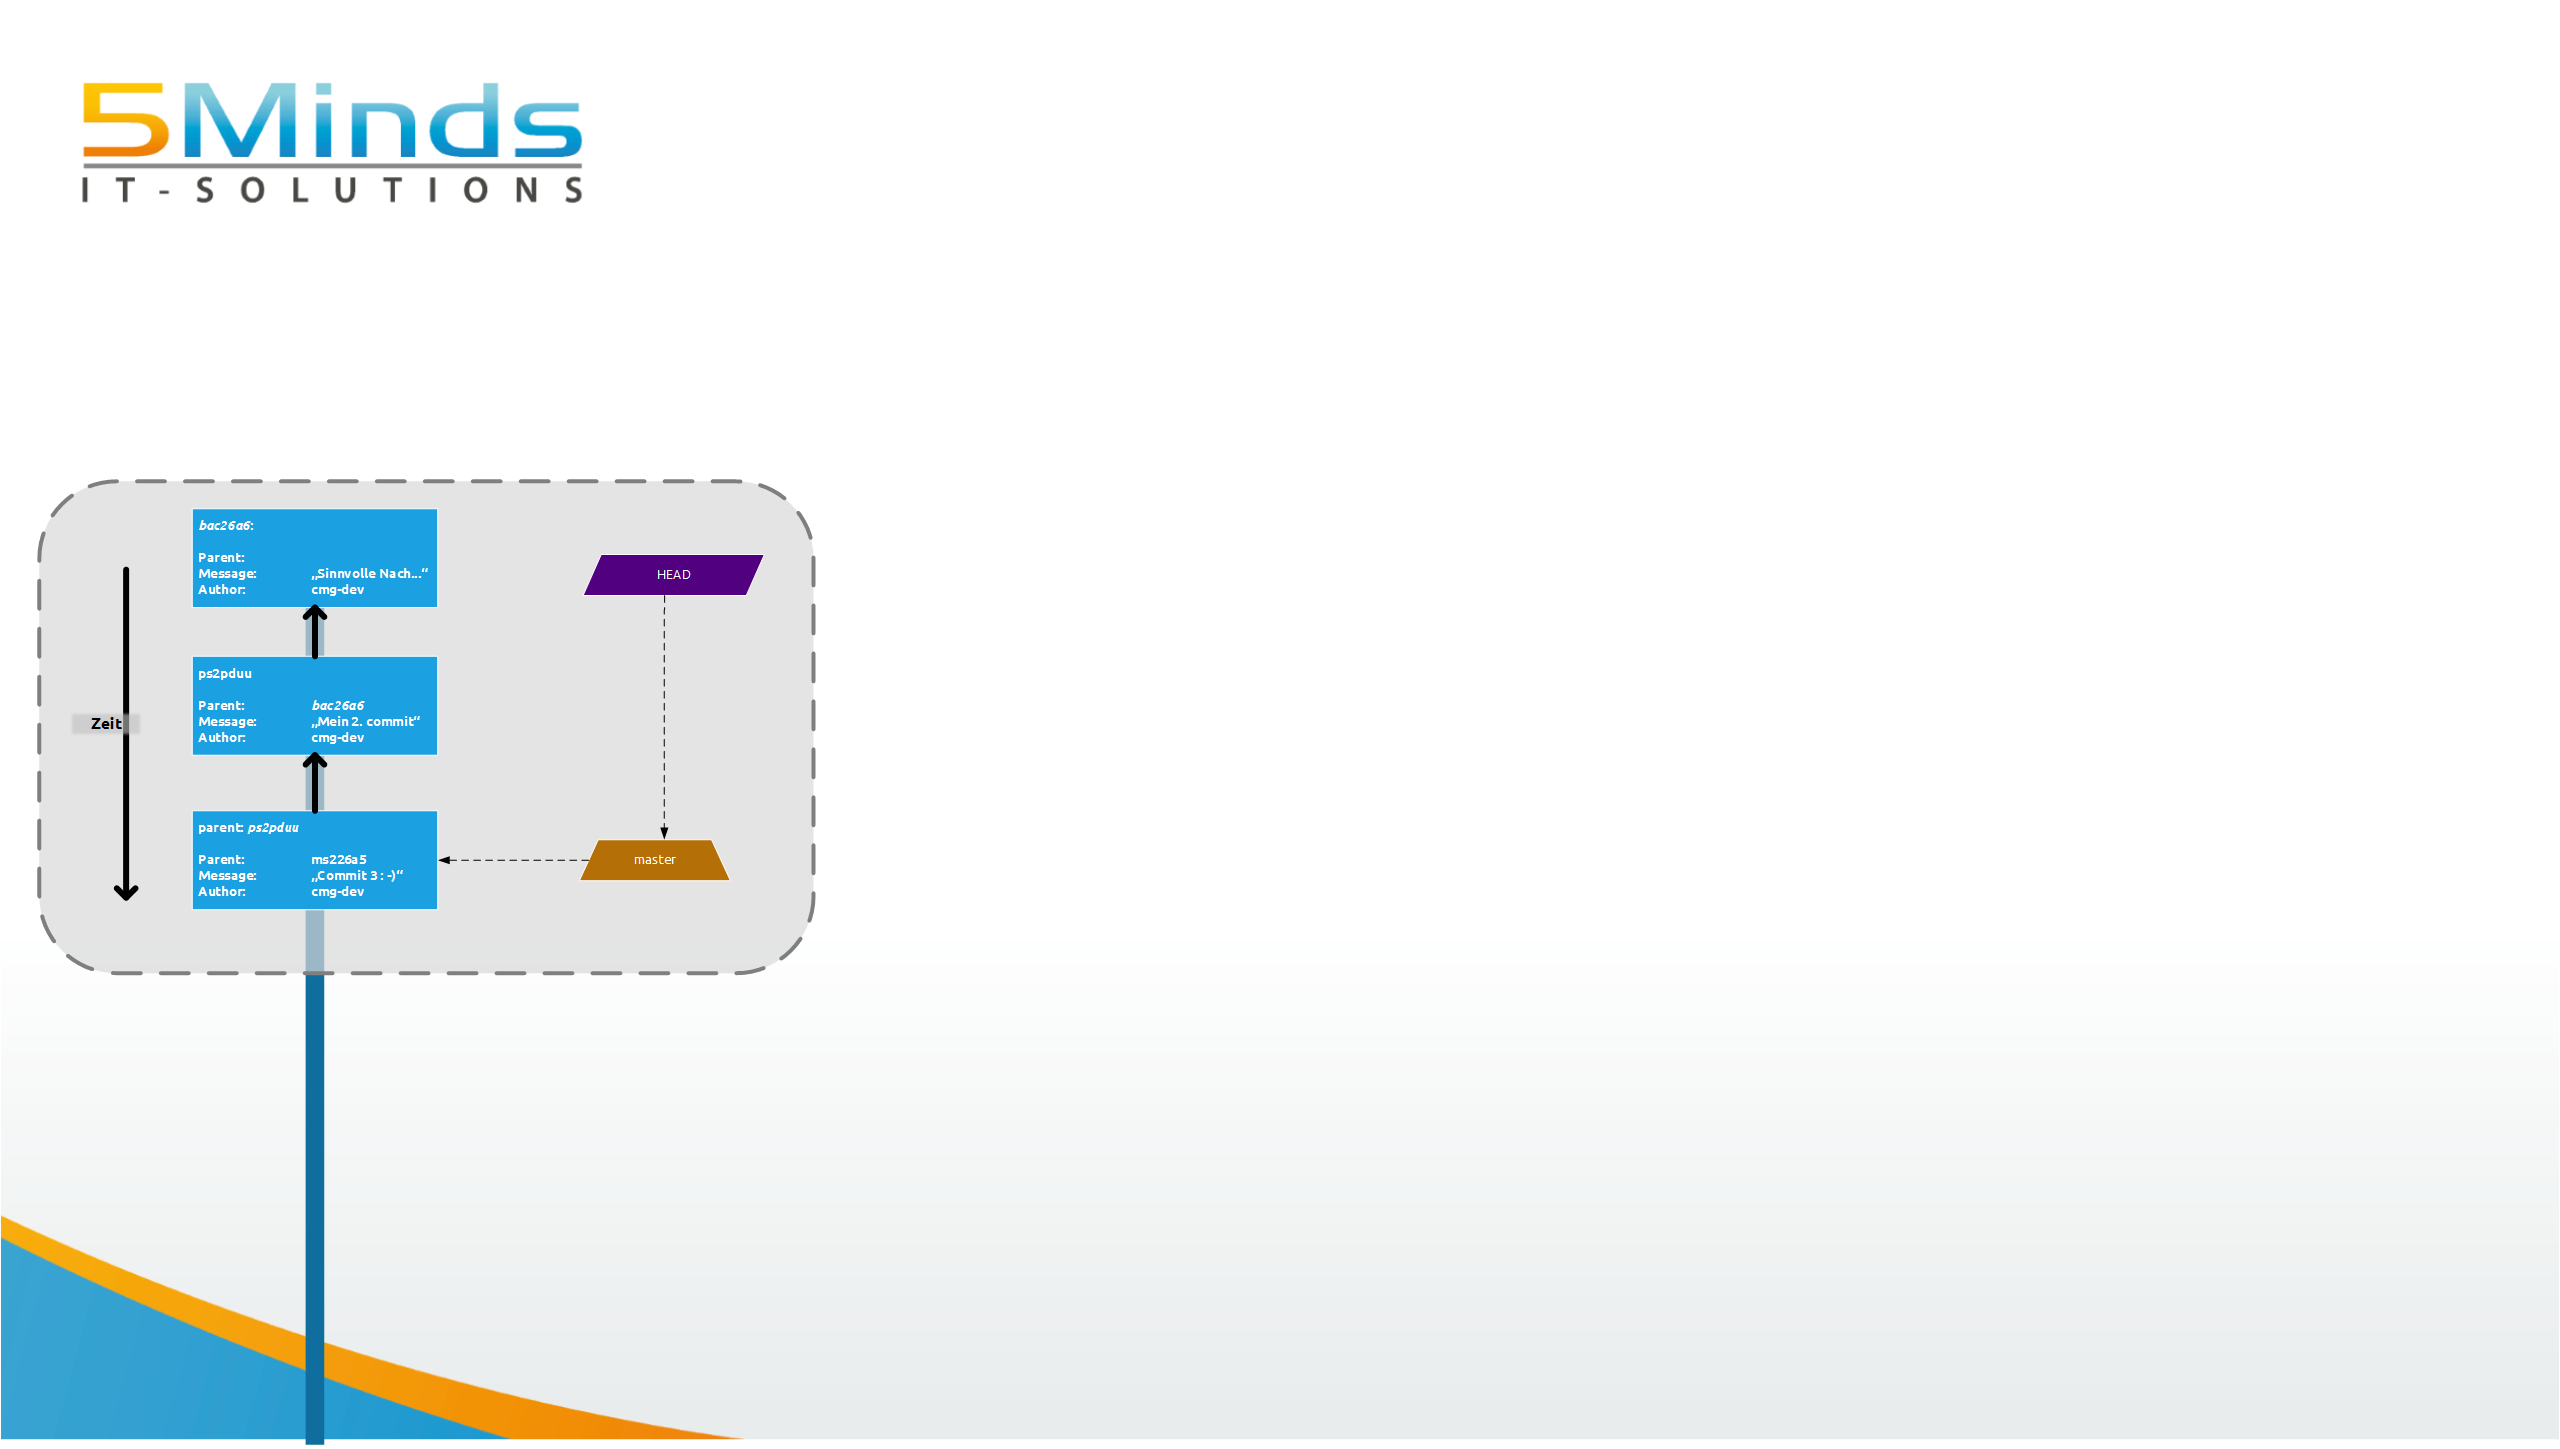 5Minds
IT-SOLUTIONS
bac26a6:
Parent:
Message: „Sinnvolle Nach...“
Author: cmg-dev
HEAD
ps2pduu
Parent: bac26a6
Message: „Mein 2. commit“
Author: cmg-dev
Zeit
parent: ps2pduu
Parent: ms226a5
Message: „Commit 3 : -)“
Author: cmg-dev
master